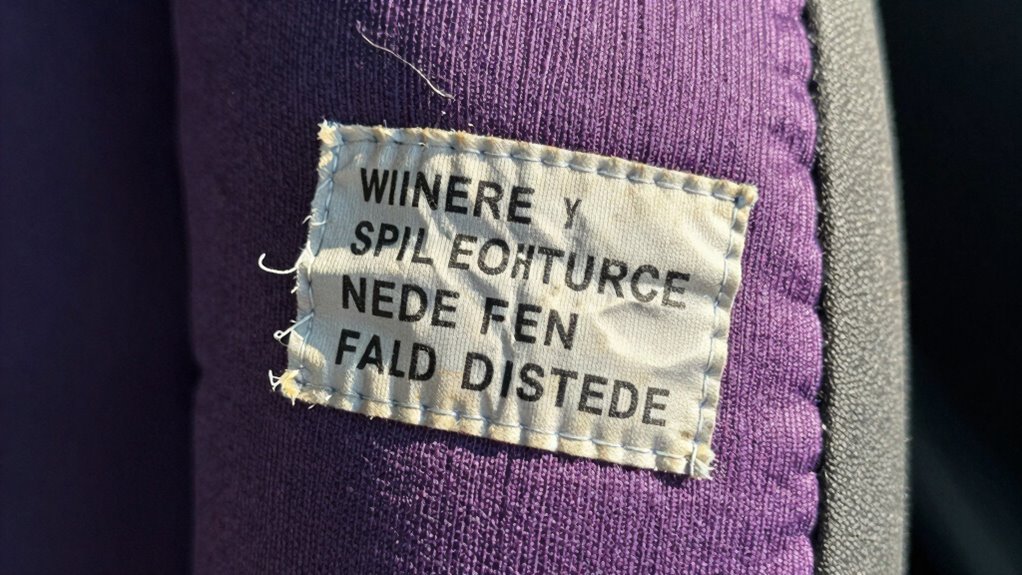 WIINERE Y
SPIL EOHTURCE
NEDE FEN
FALD DISTEDE